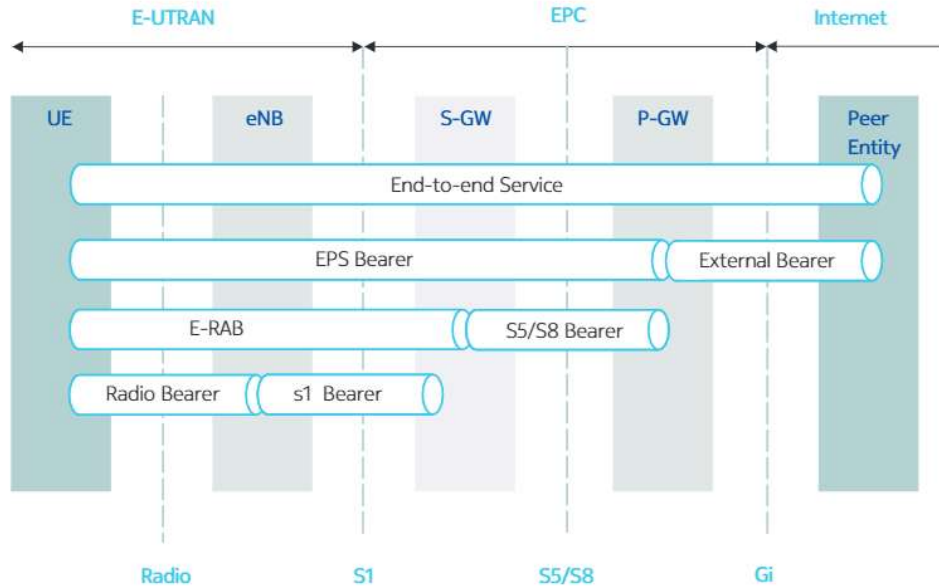 E-UTRAN EPC Internet
UE eNB S-GW P-GW Peer
Entity
End-to-end Service
EPS Bearer External Bearer
E-RAB S5/S8 Bearer
Radio Bearer s1 Bearer
Radio S1 S5/S8 Gi